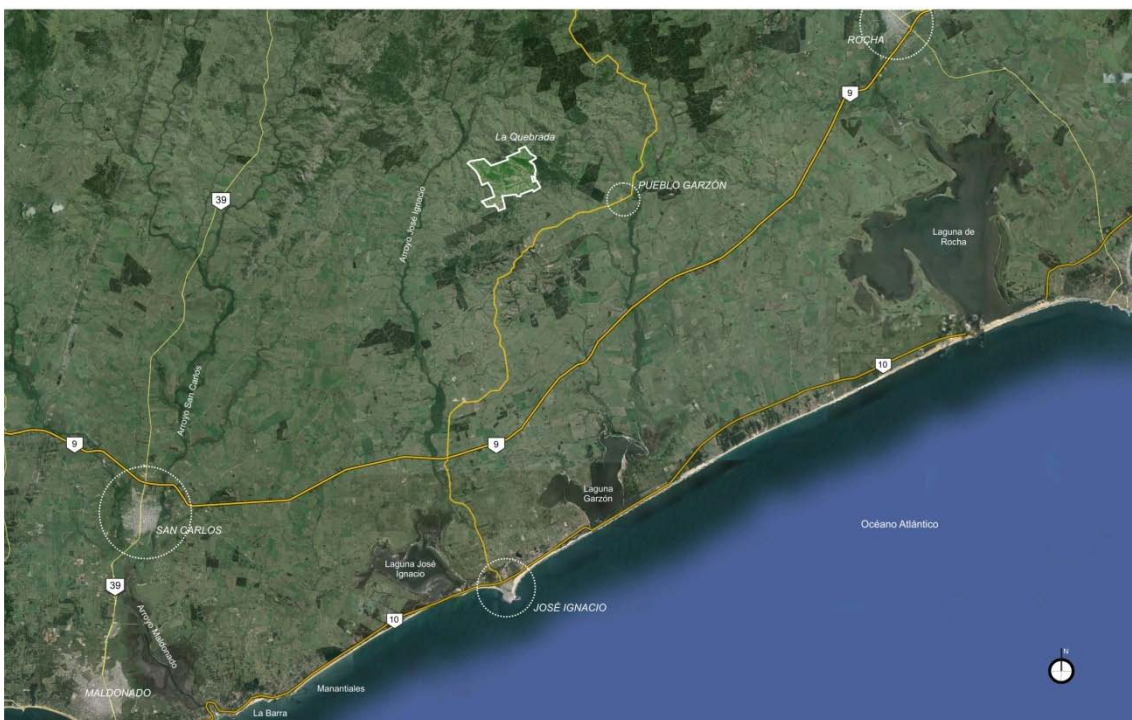 ROCHA
9
La Quebrada
PUEBLO GARZÓN
39
Arroyo José Ignacio
Laguna de
Rocha
Arroyo San Carlos
10
9
9
Laguna
Garzón
SAN CARLOS
Océano Atlántico
Laguna José
Ignacio
39
JOSÉ IGNACIO
10
Arroyo Maldonado
N
MALDONADO
Manantiales
La Barra